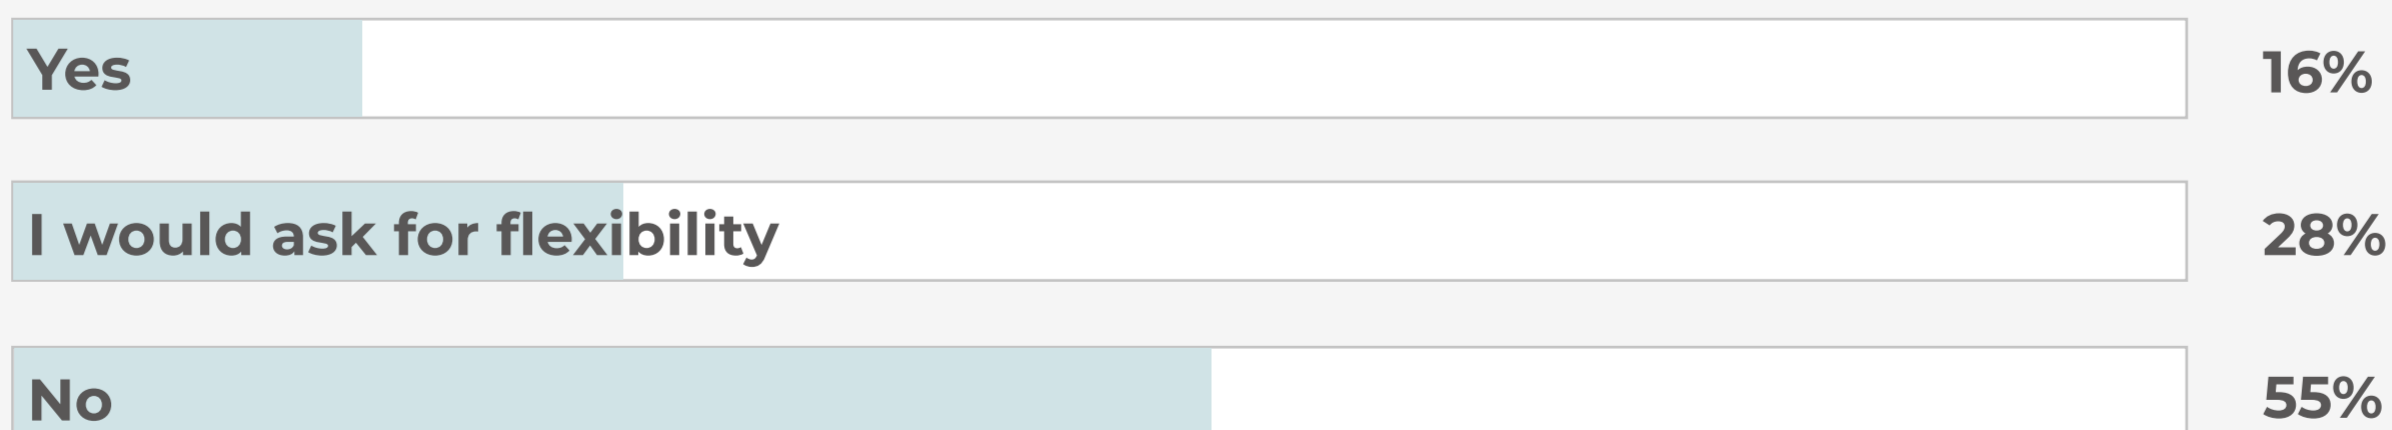 Yes 16%
I would ask for flexibility 28%
No 55%